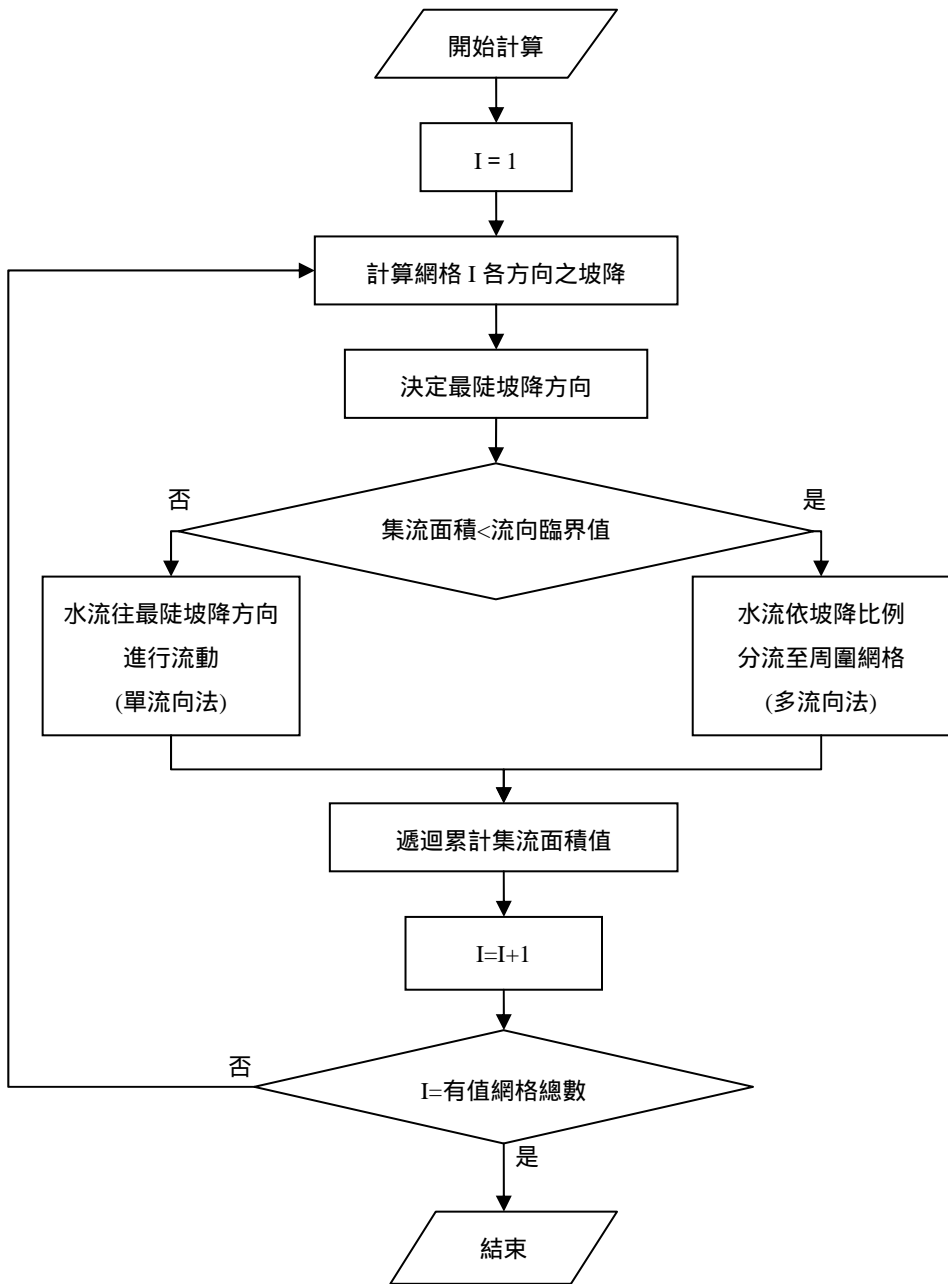 開始計算
I = 1
計算網格 I 各方向之坡降
決定最陡坡降方向
否
是
集流面積<流向臨界值
水流往最陡坡降方向
進行流動
(單流向法)
水流依坡降比例
分流至周圍網格
(多流向法)
遞迴累計集流面積值
I=I+1
否
I=有值網格總數
是
結束